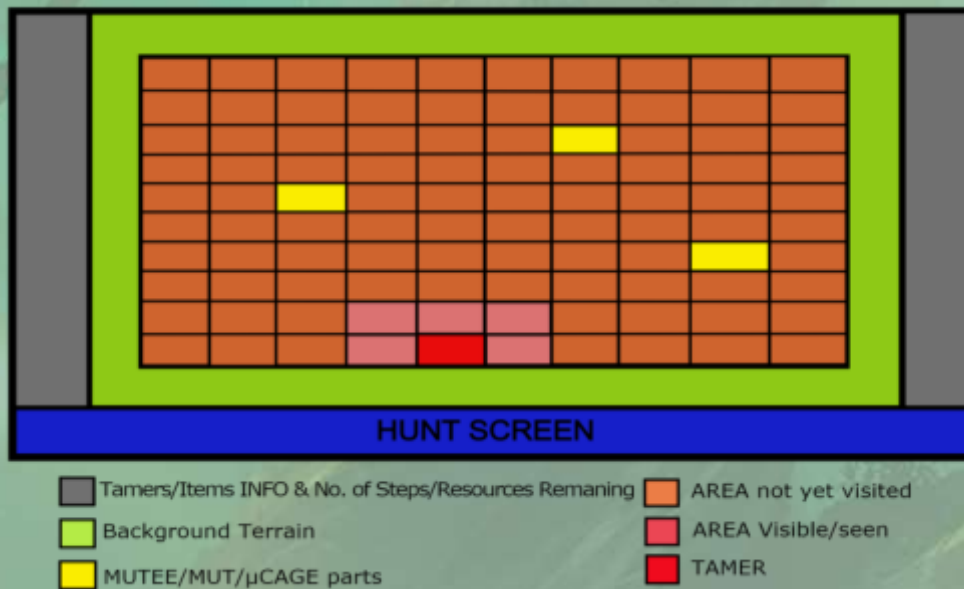 HUNT SCREEN
Tamers/Items INFO & No. of Steps/Resources Remaning
Background Terrain
MUTEE/MUT/µCAGE parts
AREA not yet visited
AREA Visible/seen
TAMER